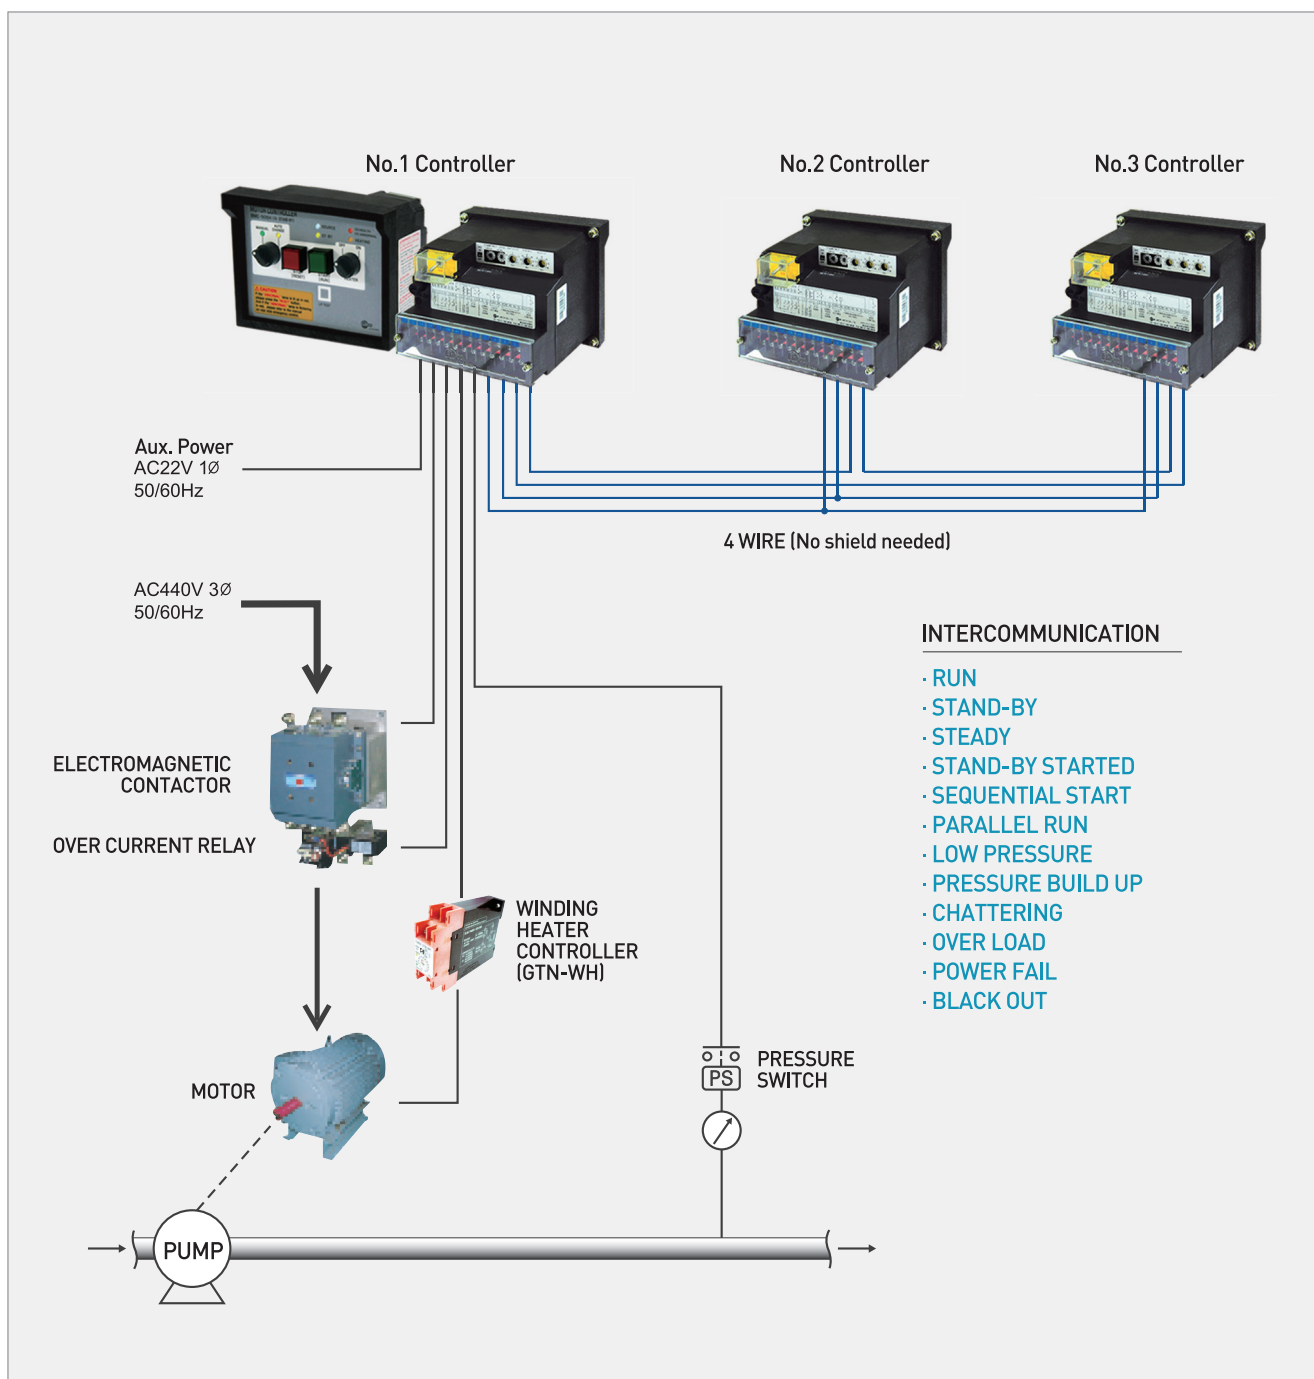 No.1 Controller
No.2 Controller
No.3 Controller
MOTOR CONTROLLER
CAUTION
Aux. Power
AC22V 1Ø
50/60Hz
4 WIRE (No shield needed)
AC440V 3Ø
50/60Hz
INTERCOMMUNICATION
· RUN
· STAND-BY
· STEADY
· STAND-BY STARTED
· SEQUENTIAL START
· PARALLEL RUN
· LOW PRESSURE
· PRESSURE BUILD UP
· CHATTERING
· OVER LOAD
· POWER FAIL
· BLACK OUT
ELECTROMAGNETIC
CONTACTOR
OVER CURRENT RELAY
WINDING
HEATER
CONTROLLER
(GTN-WH)
MOTOR
PRESSURE
SWITCH
PS
PUMP